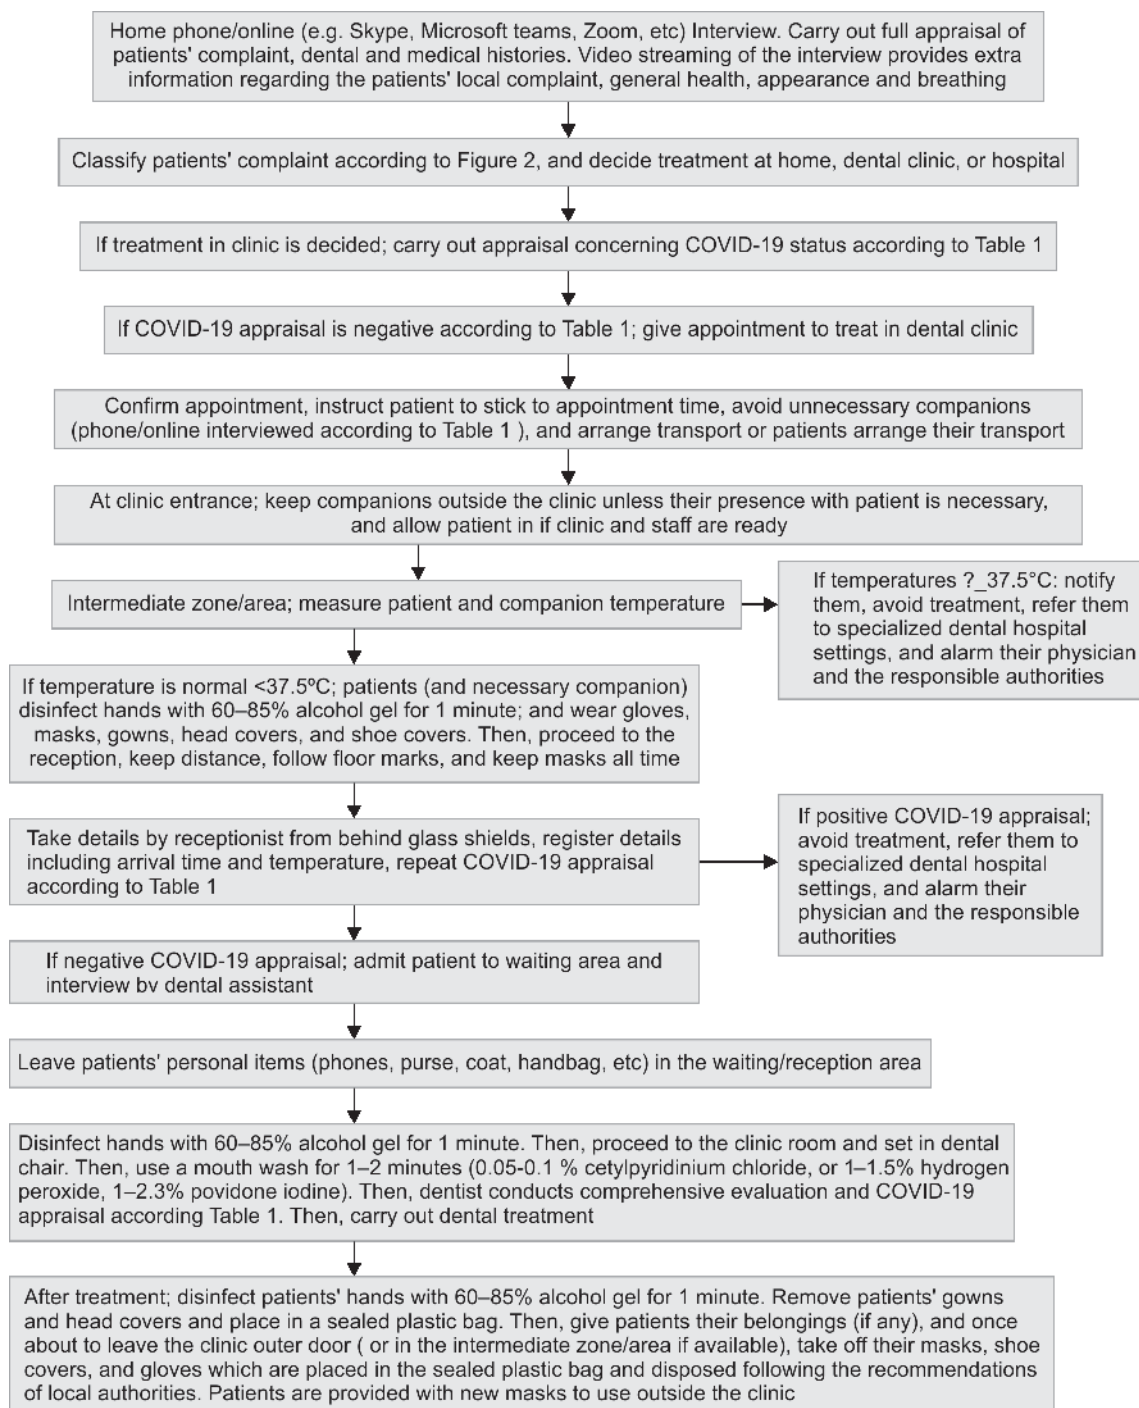 Home phone/online (e.g. Skype, Microsoft teams, Zoom, etc) Interview. Carry out full appraisal of
patients' complaint, dental and medical histories. Video streaming of the interview provides extra
information regarding the patients' local complaint, general health, appearance and breathing
Classify patients' complaint according to Figure 2, and decide treatment at home, dental clinic, or hospital
If treatment in clinic is decided; carry out appraisal concerning COVID-19 status according to Table 1
If COVID-19 appraisal is negative according to Table 1; give appointment to treat in dental clinic
Confirm appointment, instruct patient to stick to appointment time, avoid unnecessary companions
(phone/online interviewed according to Table 1 ), and arrange transport or patients arrange their transport
At clinic entrance; keep companions outside the clinic unless their presence with patient is necessary,
and allow patient in if clinic and staff are ready
Intermediate zone/area; measure patient and companion temperature
If temperatures ?_37.5°C: notify
them, avoid treatment, refer them
to specialized dental hospital
settings, and alarm their physician
and the responsible authorities
If temperature is normal <37.5ºC; patients (and necessary companion)
disinfect hands with 60–85% alcohol gel for 1 minute; and wear gloves,
masks, gowns, head covers, and shoe covers. Then, proceed to the
reception, keep distance, follow floor marks, and keep masks all time
Take details by receptionist from behind glass shields, register details
including arrival time and temperature, repeat COVID-19 appraisal
according to Table 1
If positive COVID-19 appraisal;
avoid treatment, refer them to
specialized dental hospital
settings, and alarm their
physician and the responsible
authorities
If negative COVID-19 appraisal; admit patient to waiting area and
interview bv dental assistant
Leave patients' personal items (phones, purse, coat, handbag, etc) in the waiting/reception area
Disinfect hands with 60–85% alcohol gel for 1 minute. Then, proceed to the clinic room and set in dental
chair. Then, use a mouth wash for 1–2 minutes (0.05-0.1 % cetylpyridinium chloride, or 1–1.5% hydrogen
peroxide, 1–2.3% povidone iodine). Then, dentist conducts comprehensive evaluation and COVID-19
appraisal according Table 1. Then, carry out dental treatment
After treatment; disinfect patients' hands with 60–85% alcohol gel for 1 minute. Remove patients' gowns
and head covers and place in a sealed plastic bag. Then, give patients their belongings (if any), and once
about to leave the clinic outer door ( or in the intermediate zone/area if available), take off their masks, shoe
covers, and gloves which are placed in the sealed plastic bag and disposed following the recommendations
of local authorities. Patients are provided with new masks to use outside the clinic